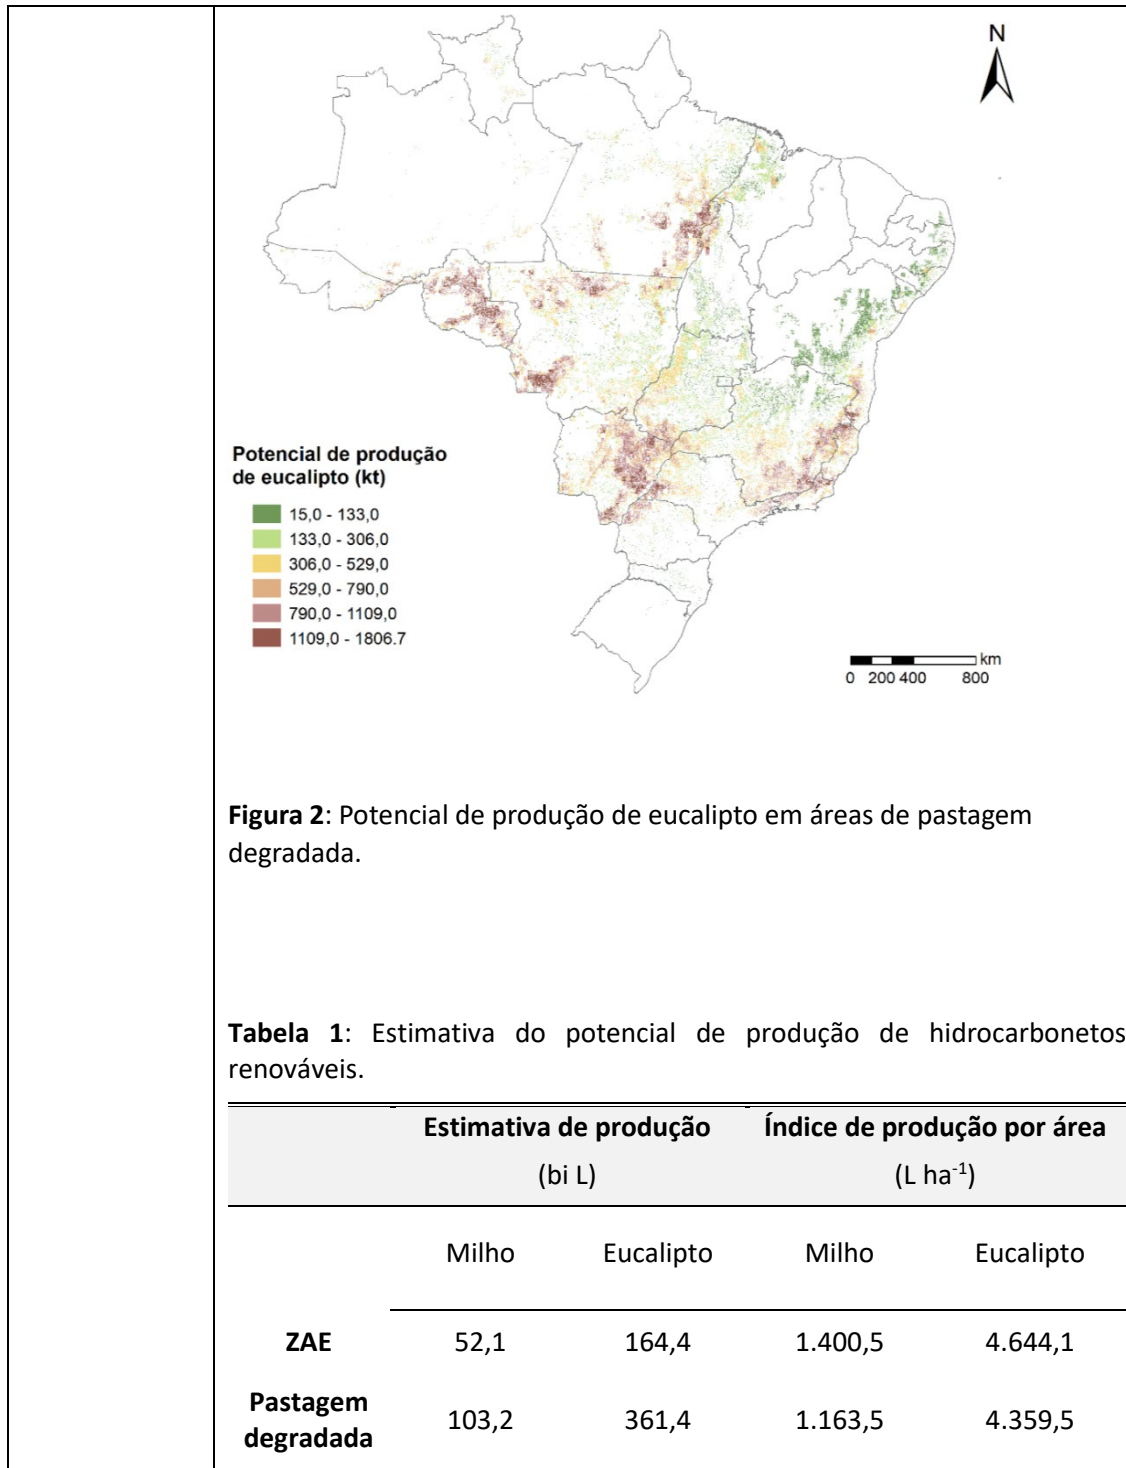 N
Potencial de produção
de eucalipto (kt)
15,0 - 133,0
133,0 - 306,0
306,0 - 529,0
529,0 - 790,0
790,0 - 1109,0
1109,0 - 1806.7
km
0 200 400 800
Figura 2: Potencial de produção de eucalipto em áreas de pastagem
degradada.
Tabela 1: Estimativa do potencial de produção de hidrocarbonetos
renováveis.
Estimativa de produção Índice de produção por área
(bi L) (L ha-1)
Milho Eucalipto Milho Eucalipto
ZAE 52,1 164,4 1.400,5 4.644,1
Pastagem
degradada 103,2 361,4 1.163,5 4.359,5